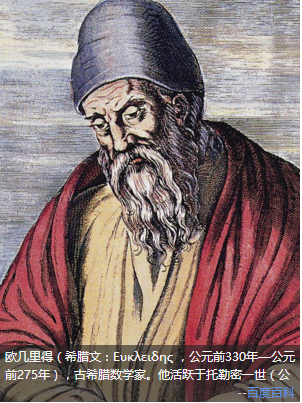 欧几里得（希腊文：Ευκλειδης ，公元前330年—公元
前275年），古希腊数学家。他活跃于托勒密一世（公
--百度百科